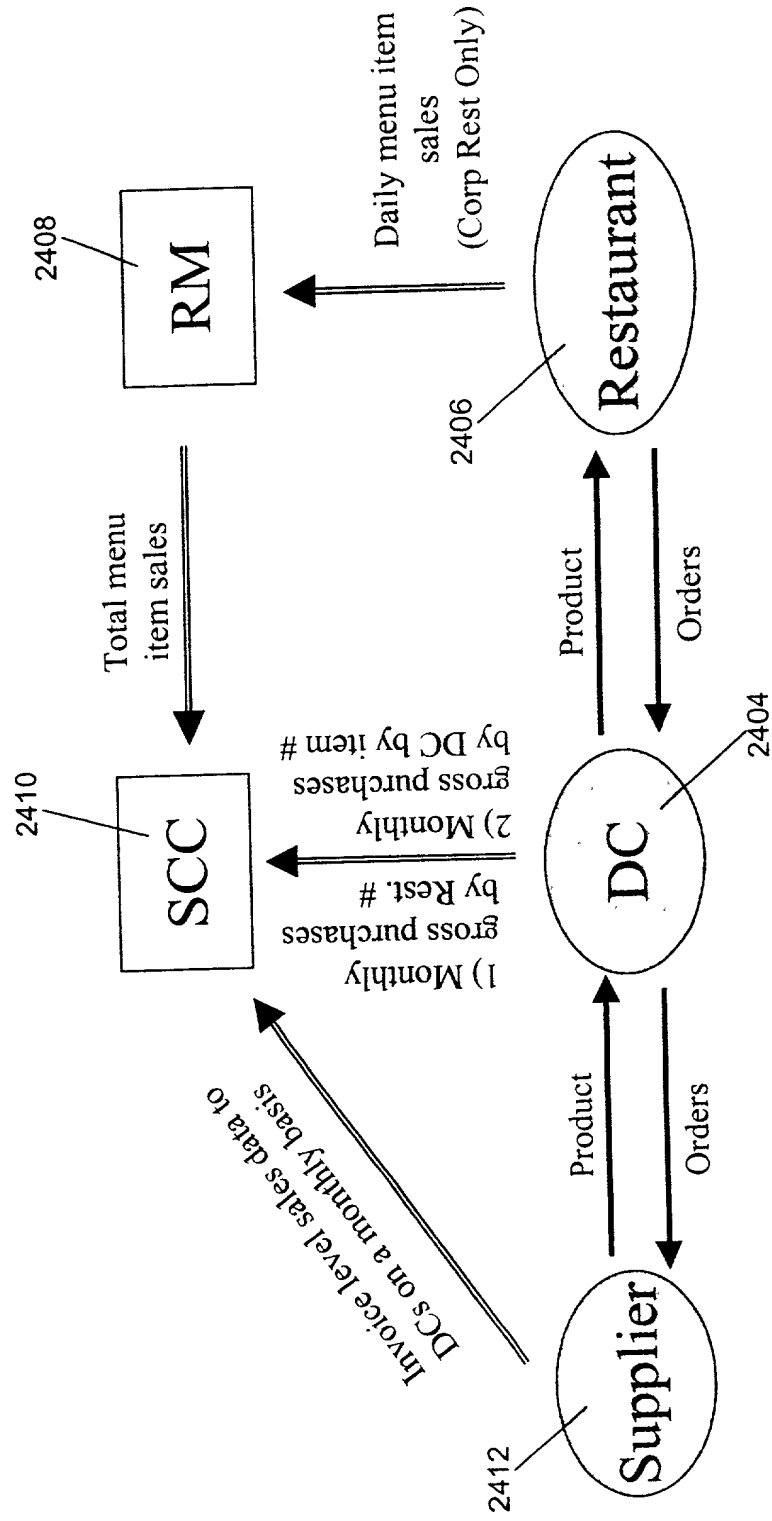 2408
RM
Daily menu item
sales
(Corp Rest Only)
2406
Restaurant
Total menu
item sales
2410
SCC
1) Monthly
gross purchases
by Rest. #
2) Monthly
gross purchases
by DC by item #
Product
Orders
2404
DC
Invoice level sales data to
DCs on a monthly basis
Product
Orders
2412
Supplier